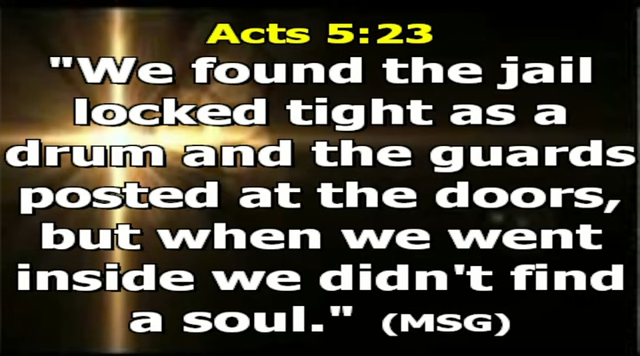 Acts 5:23
"We found the jail
locked tight as a
drum and the guards
posted at the doors,
but when we went
inside we didn't find
a soul." (MSG)